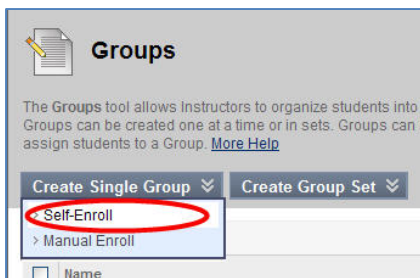 Groups
The Groups tool allows Instructors to organize students into
Groups can be created one at a time or in sets. Groups can
assign students to a Group. More Help
Create Single Group Create Group Set
> Self-Enroll
> Manual Enroll
Name